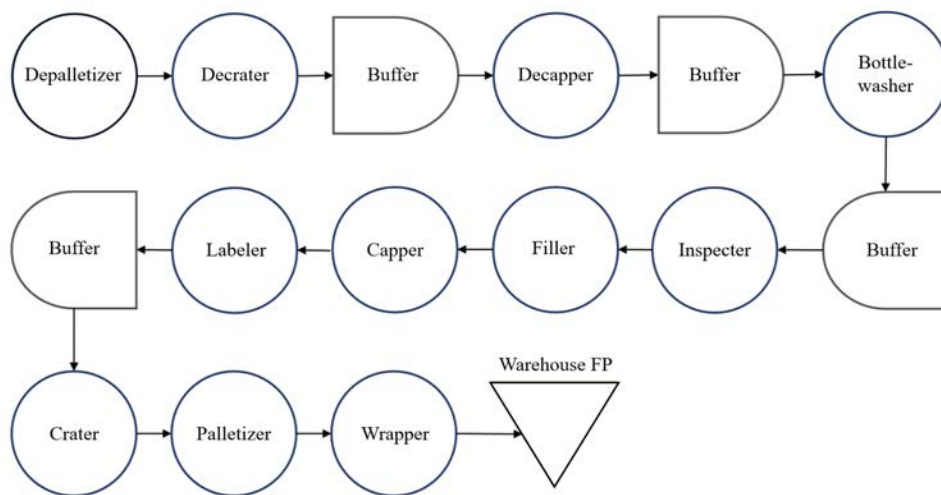 Depalletizer
Decrater
Buffer
Decapper
Buffer
Bottle-
washer
Buffer
Labeler
Capper
Filler
Inspecter
Buffer
Warehouse FP
Crater
Palletizer
Wrapper